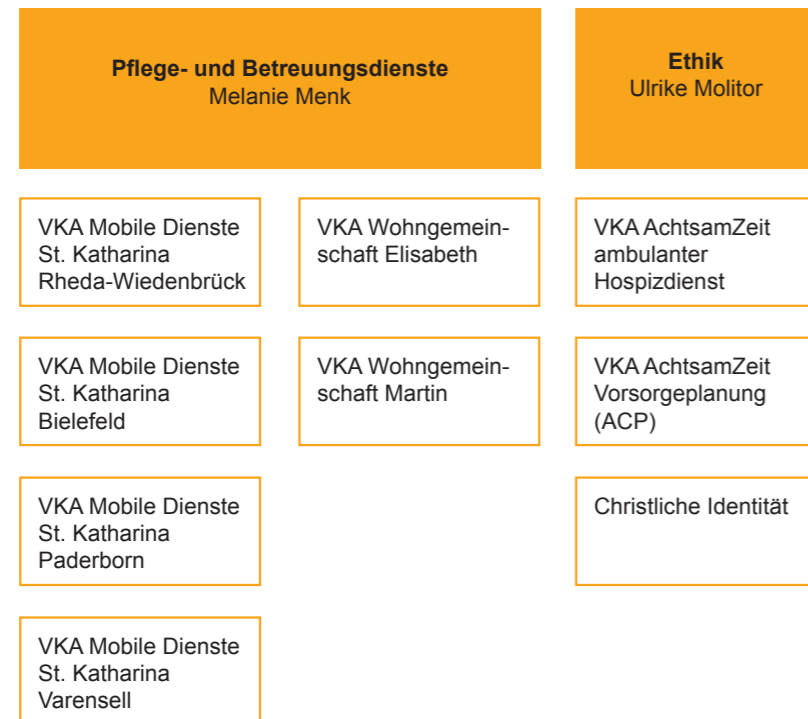 Pflege- und Betreuungsdienste
Melanie Menk
Ethik
Ulrike Molitor
VKA Mobile Dienste
St. Katharina
Rheda-Wiedenbrück
VKA Wohngemein-
schaft Elisabeth
VKA AchtsamZeit
ambulanter
Hospizdienst
VKA Mobile Dienste
St. Katharina
Bielefeld
VKA Wohngemein-
schaft Martin
VKA AchtsamZeit
Vorsorgeplanung
(ACP)
VKA Mobile Dienste
St. Katharina
Paderborn
Christliche Identität
VKA Mobile Dienste
St. Katharina
Varensell